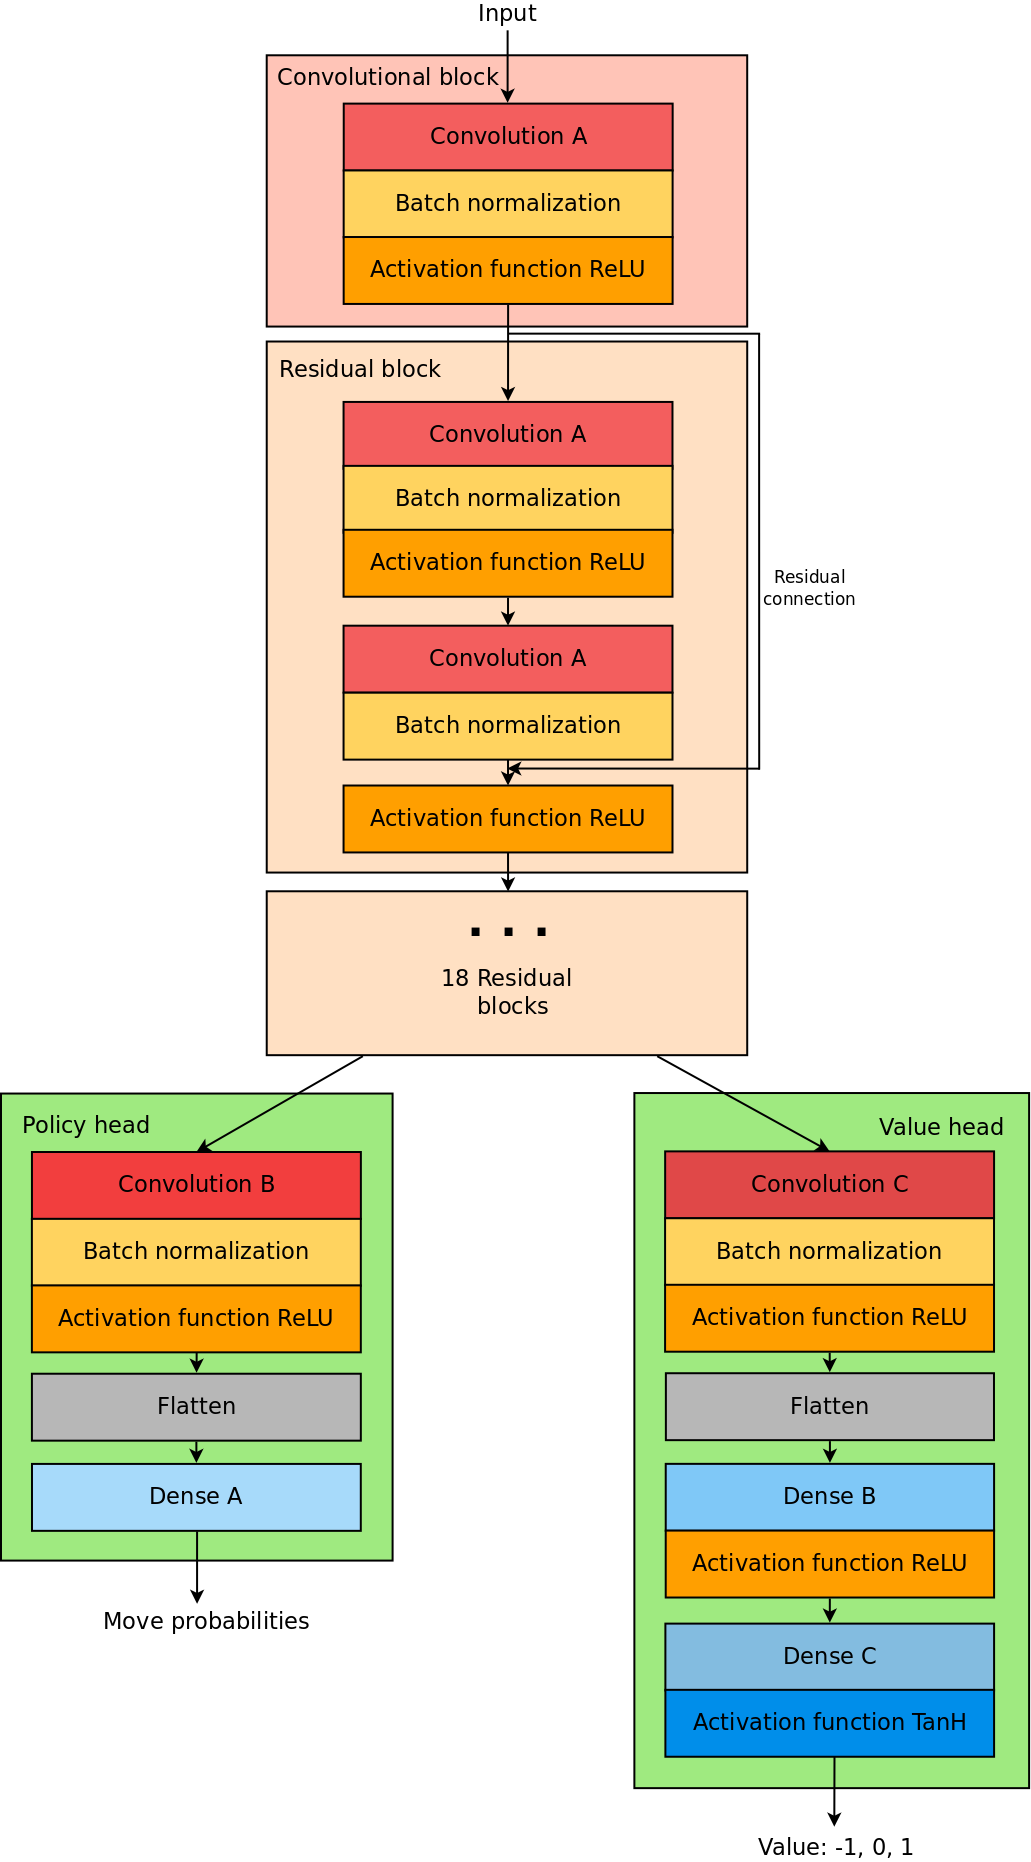 Input
Convolutional block
Convolution A
Batch normalization
Activation function ReLU
Residual block
Convolution A
Batch normalization
Activation function ReLU
Residual
connection
Convolution A
Batch normalization
Activation function ReLU
. . .
18 Residual
blocks
Policy head
Convolution B
Batch normalization
Activation function ReLU
Flatten
Dense A
Move probabilities
Value head
Convolution C
Batch normalization
Activation function ReLU
Flatten
Dense B
Activation function ReLU
Dense C
Activation function TanH
Value: -1, 0, 1